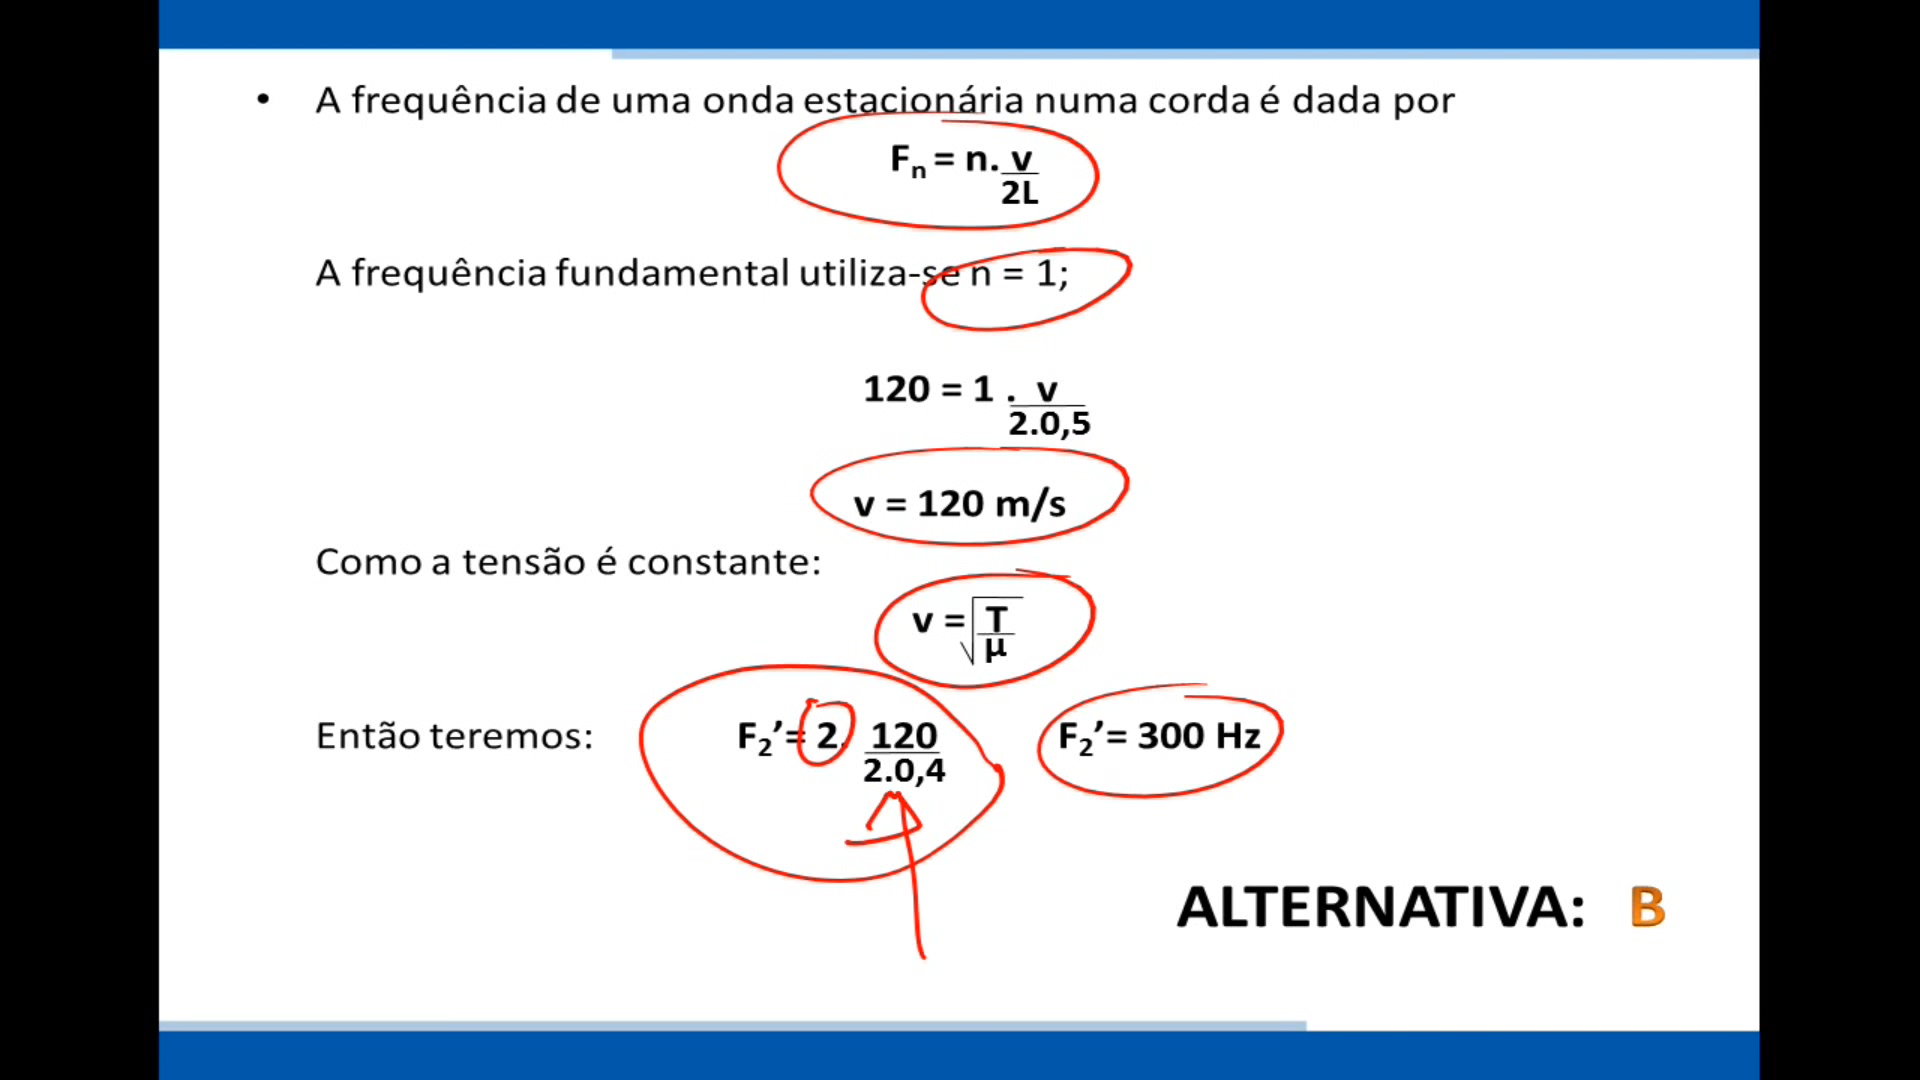 • A frequência de uma onda estacionária numa corda é dada por
Fn = n. v
2L
A frequência fundamental utiliza-se n = 1;
120 = 1 . v
2.0,5
v = 120 m/s
Como a tensão é constante:
v = √ T
µ
Então teremos: F2’= 2. 120 F2’= 300 Hz
2.0,4
ALTERNATIVA: B